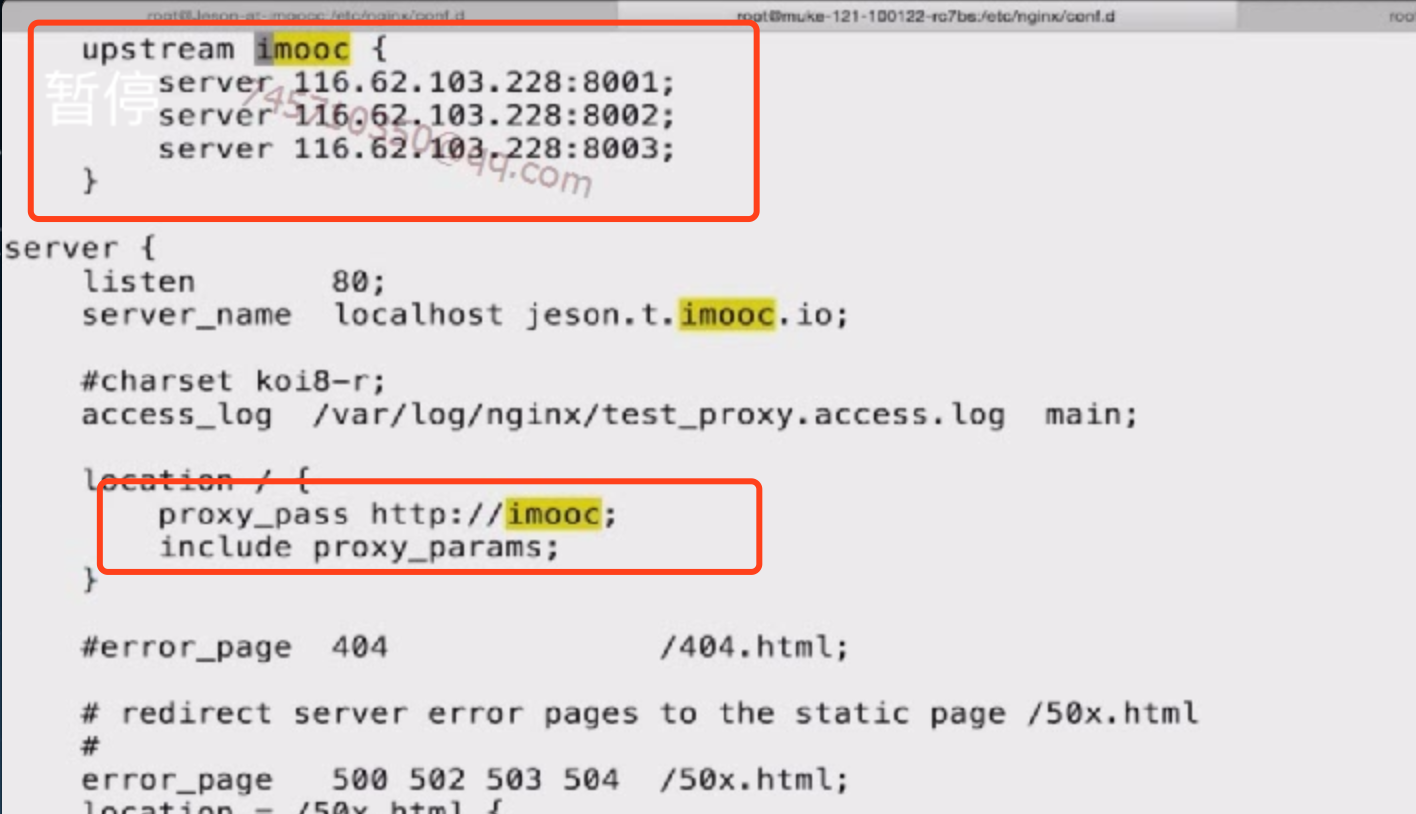 root@Jeson-at-imooc:/etc/nginx/conf.d
root@muke-121-100122-rc7bs:/etc/nginx/conf.d
root
upstream imooc {
server 116.62.103.228:8001;
server 116.62.103.228:8002;
server 116.62.103.228:8003;
}
暂停
745710550@qq.com
server {
listen 80;
server_name localhost jeson.t.imooc.io;
#charset koi8-r;
access_log /var/log/nginx/test_proxy.access.log main;
location / {
proxy_pass http://imooc;
include proxy_params;
}
#error_page 404 /404.html;
# redirect server error pages to the static page /50x.html
#
error_page 500 502 503 504 /50x.html;
location = /50x.html {